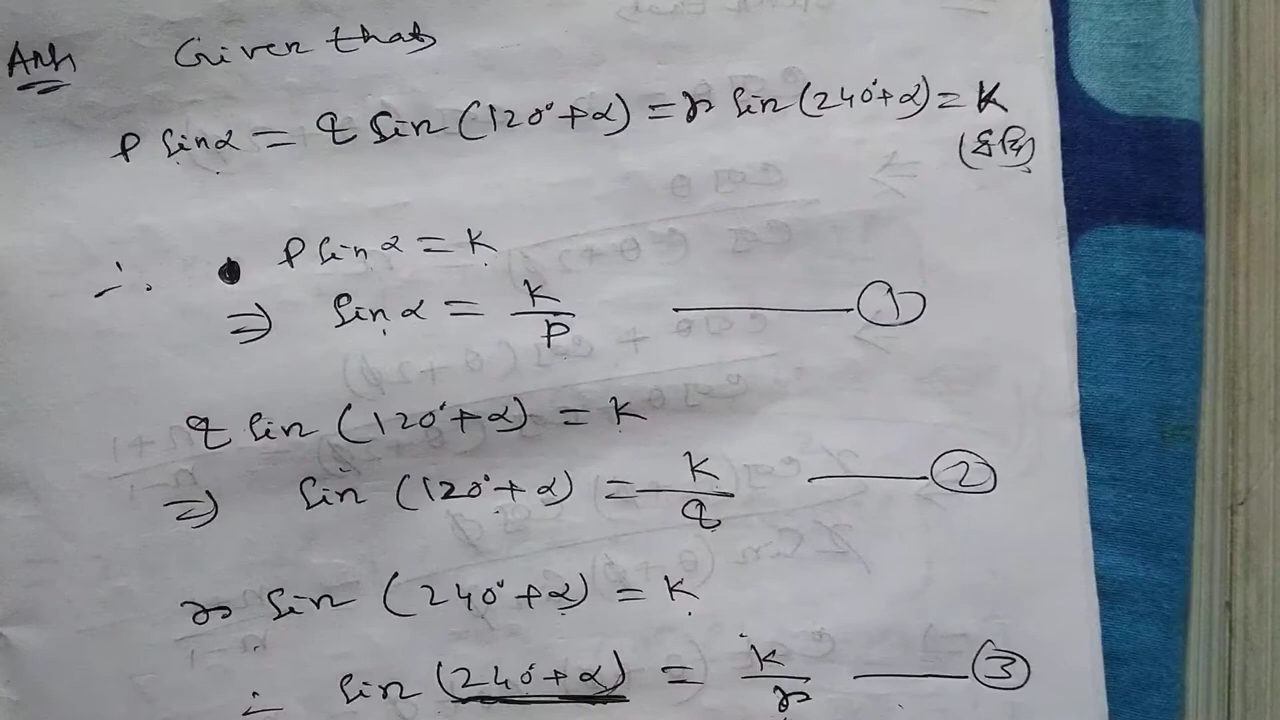 Ans Given that
p sinα = q sin(120°+α) = r sin(240°+α) = K
(ଧରି)
∴ p sinα = K
⇒ sinα = K/p ——— ①
q sin(120°+α) = K
⇒ sin(120°+α) = K/q ——— ②
r sin(240°+α) = K
∴ sin(240°+α) = K/r ——— ③